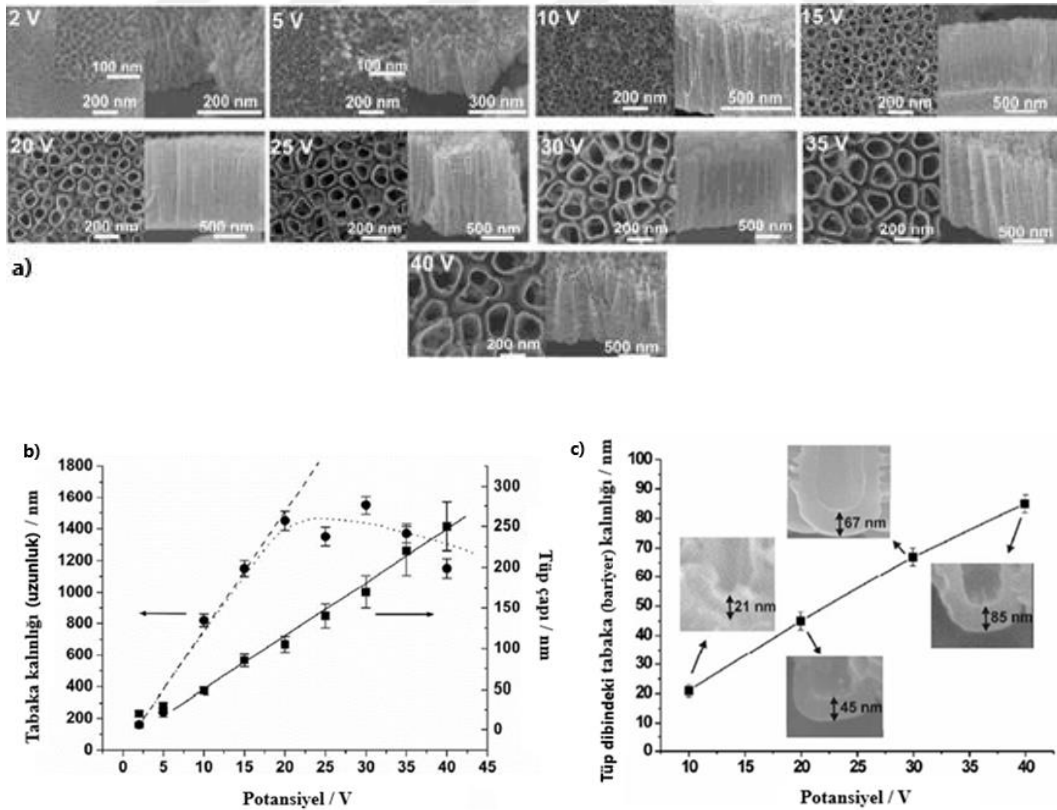 2 V 5 V 10 V 15 V
100 nm 100 nm
200 nm 200 nm 200 nm 300 nm 200 nm 500 nm 200 nm 500 nm
20 V 25 V 30 V 35 V
200 nm 500 nm 200 nm 500 nm 200 nm 500 nm 200 nm 500 nm
a)
40 V
200 nm 500 nm
b)
Tabaka kalınlığı (uzunluk) / nm
1800
1600
1400
1200
1000
800
600
400
200
0
0 5 10 15 20 25 30 35 40 45
Potansiyel / V
300
250
200
150
100
50
0
Tüp çapı / nm
c)
Tüp dibindeki tabaka (bariyer) kalınlığı / nm
100
90
80
70
60
50
40
30
20
10
0
67 nm
21 nm
85 nm
45 nm
10 15 20 25 30 35 40
Potansiyel / V